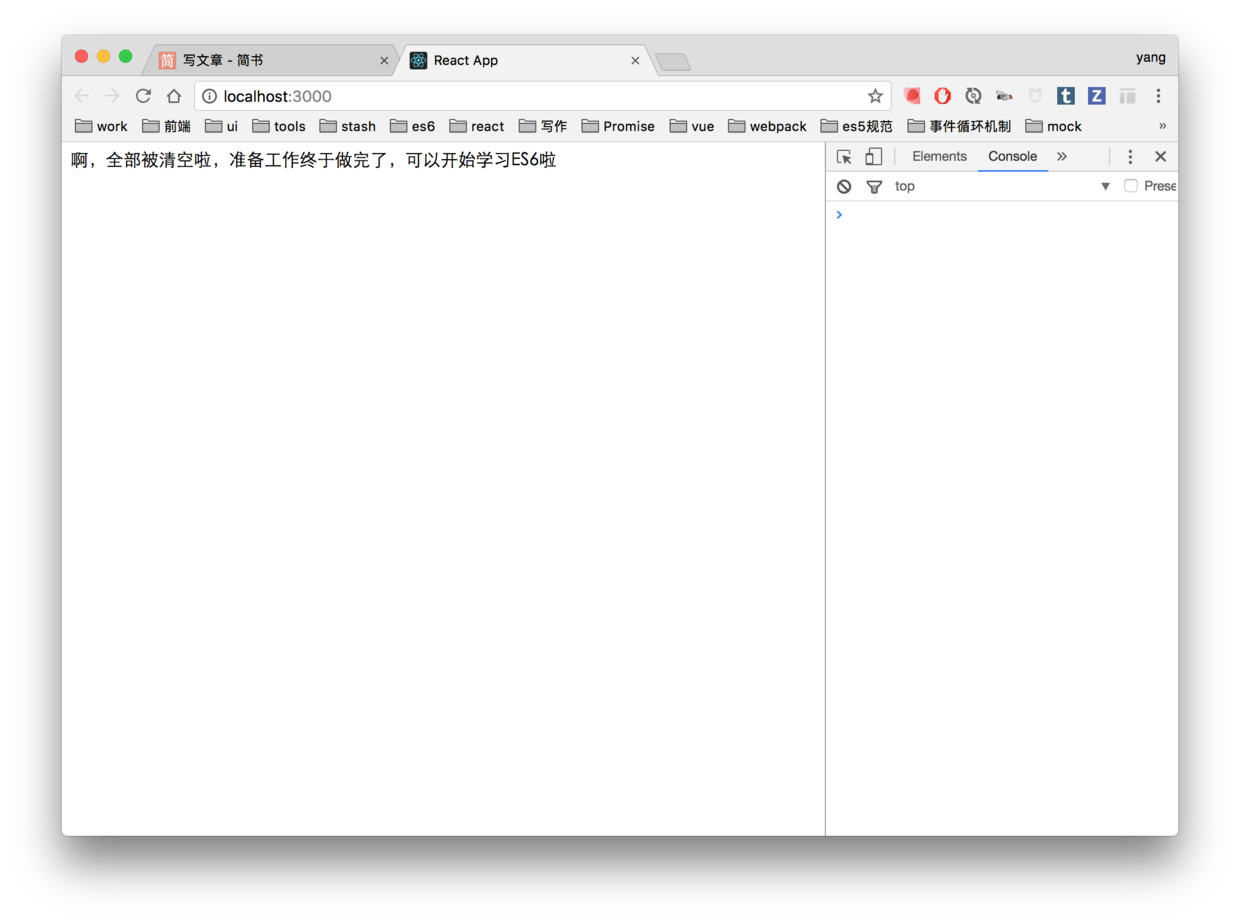 简 写文章 - 简书 React App yang
localhost:3000 t Z
work 前端 ui tools stash es6 react 写作 Promise vue webpack es5规范 事件循环机制 mock »
啊，全部被清空啦，准备工作终于做完了，可以开始学习ES6啦
Elements Console »
top Prese